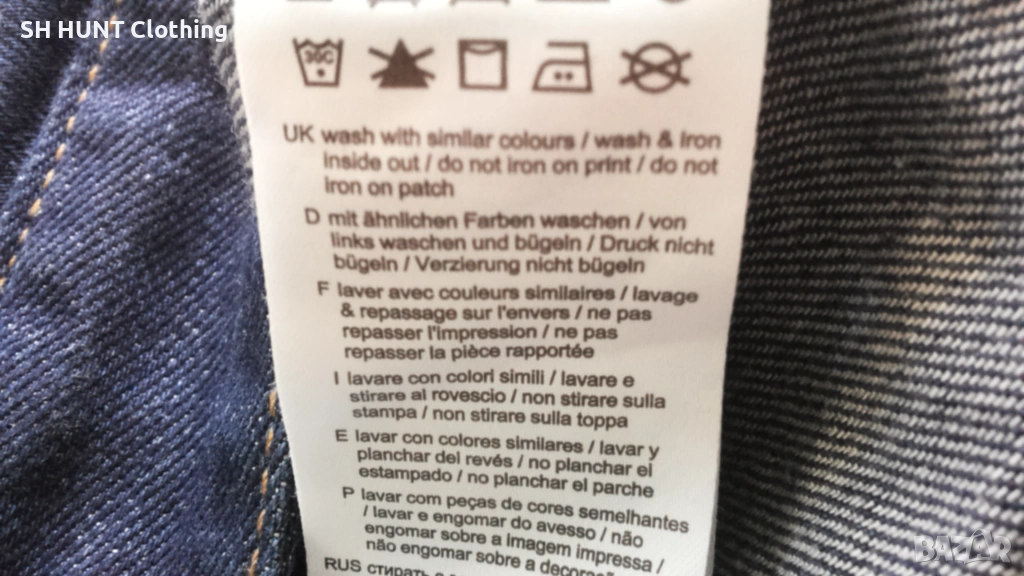 SH HUNT Clothing
30C
UK wash with similar colours / wash & iron
inside out / do not iron on print / do not
iron on patch
D mit ähnlichen Farben waschen / von
links waschen und bügeln / Druck nicht
bügeln / Verzierung nicht bügeln
F laver avec couleurs similaires / lavage
& repassage sur l'envers / ne pas
repasser l'impression / ne pas
repasser la pièce rapportée
I lavare con colori simili / lavare e
stirare al rovescio / non stirare sulla
stampa / non stirare sulla toppa
E lavar con colores similares / lavar y
planchar del revés / no planchar el
estampado / no planchar el parche
P lavar com peças de cores semelhantes
/ lavar e engomar do avesso / não
engomar sobre a imagem impressa /
não engomar sobre a
RUS стирать
BAZAR